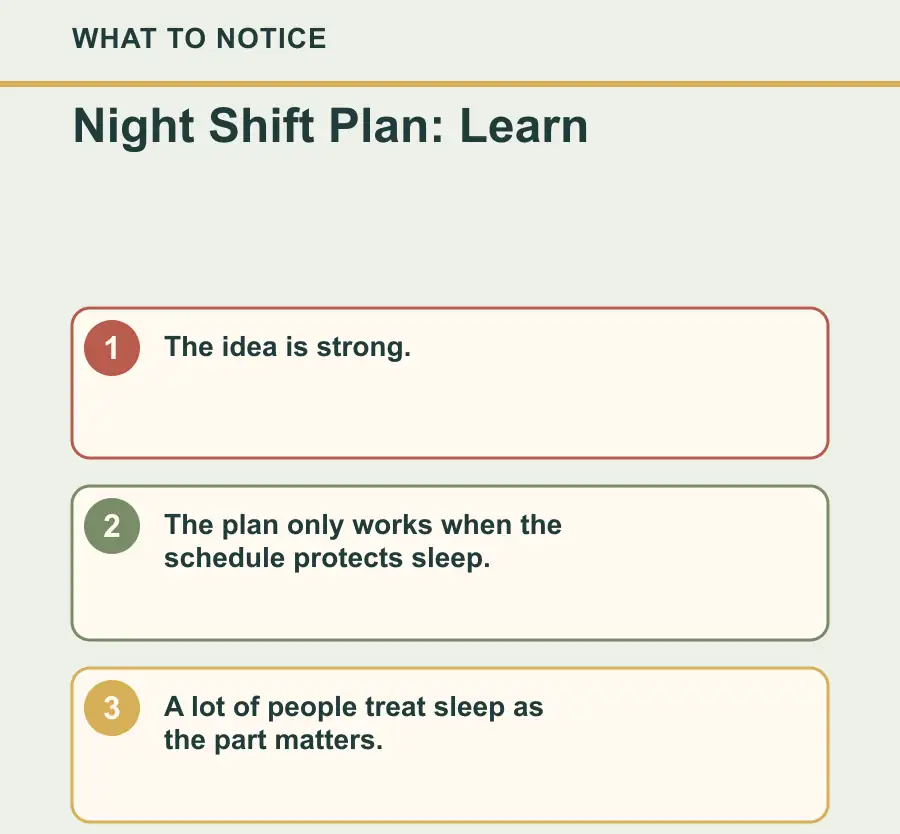 WHAT TO NOTICE
Night Shift Plan: Learn
1
The idea is strong.
2
The plan only works when the
schedule protects sleep.
3
A lot of people treat sleep as
the part matters.